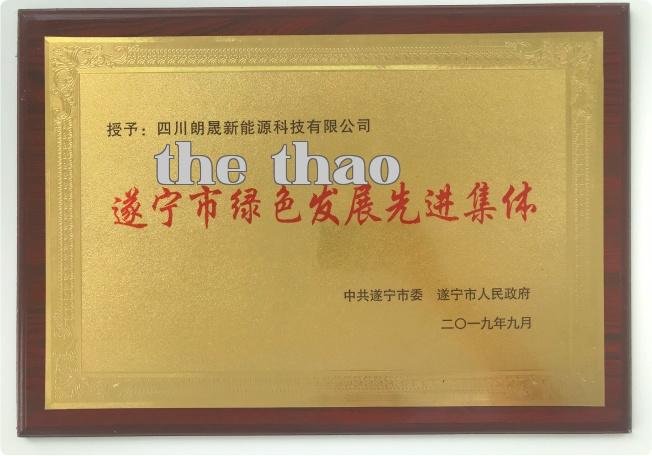 授予：四川朗晟新能源科技有限公司
the thao
遂宁市绿色发展先进集体
中共遂宁市委 遂宁市人民政府
二〇一九年九月